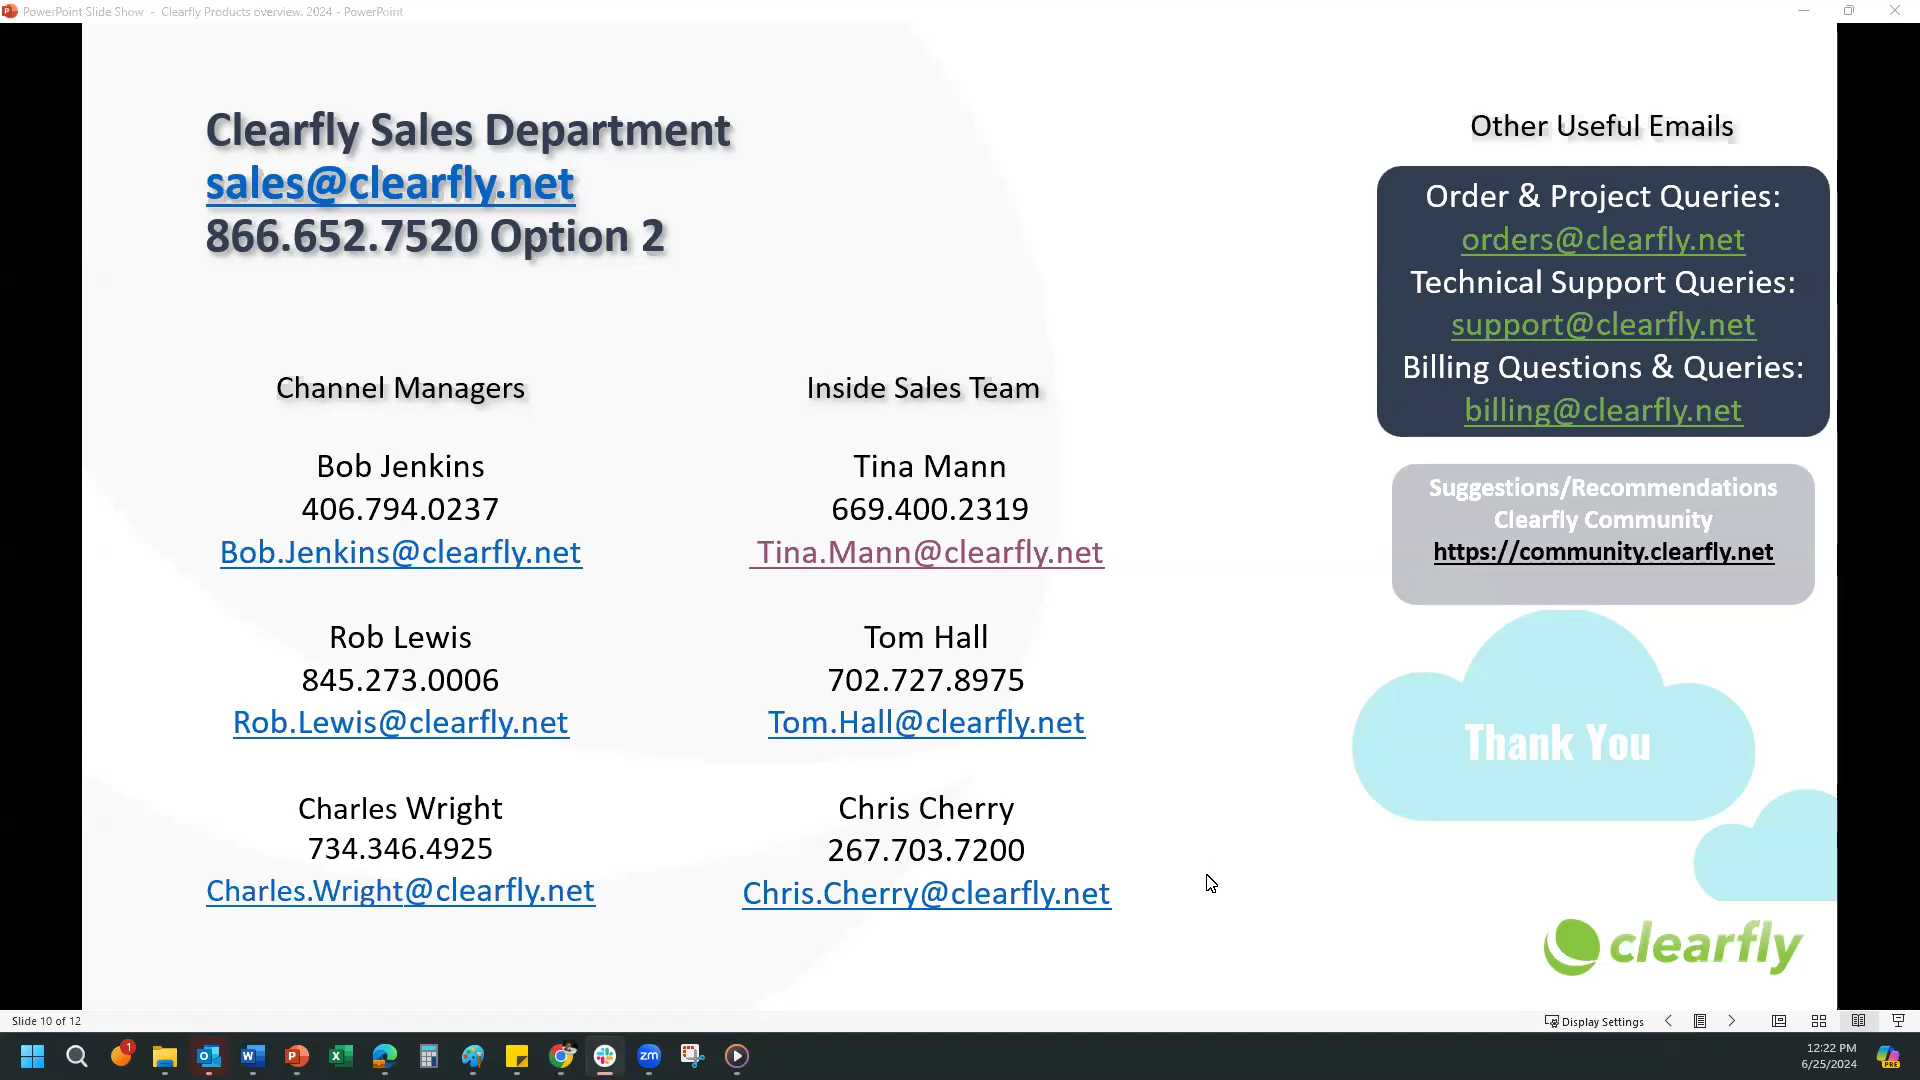 PowerPoint Slide Show - Clearfly Products overview. 2024 - PowerPoint
Clearfly Sales Department
sales@clearfly.net
866.652.7520 Option 2
Channel Managers
Bob Jenkins
406.794.0237
Bob.Jenkins@clearfly.net
Rob Lewis
845.273.0006
Rob.Lewis@clearfly.net
Charles Wright
734.346.4925
Charles.Wright@clearfly.net
Inside Sales Team
Tina Mann
669.400.2319
Tina.Mann@clearfly.net
Tom Hall
702.727.8975
Tom.Hall@clearfly.net
Chris Cherry
267.703.7200
Chris.Cherry@clearfly.net
Other Useful Emails
Order & Project Queries:
orders@clearfly.net
Technical Support Queries:
support@clearfly.net
Billing Questions & Queries:
billing@clearfly.net
Suggestions/Recommendations
Clearfly Community
https://community.clearfly.net
Thank You
clearfly
Slide 10 of 12
Display Settings
1
zm
12:22 PM
6/25/2024
PRE